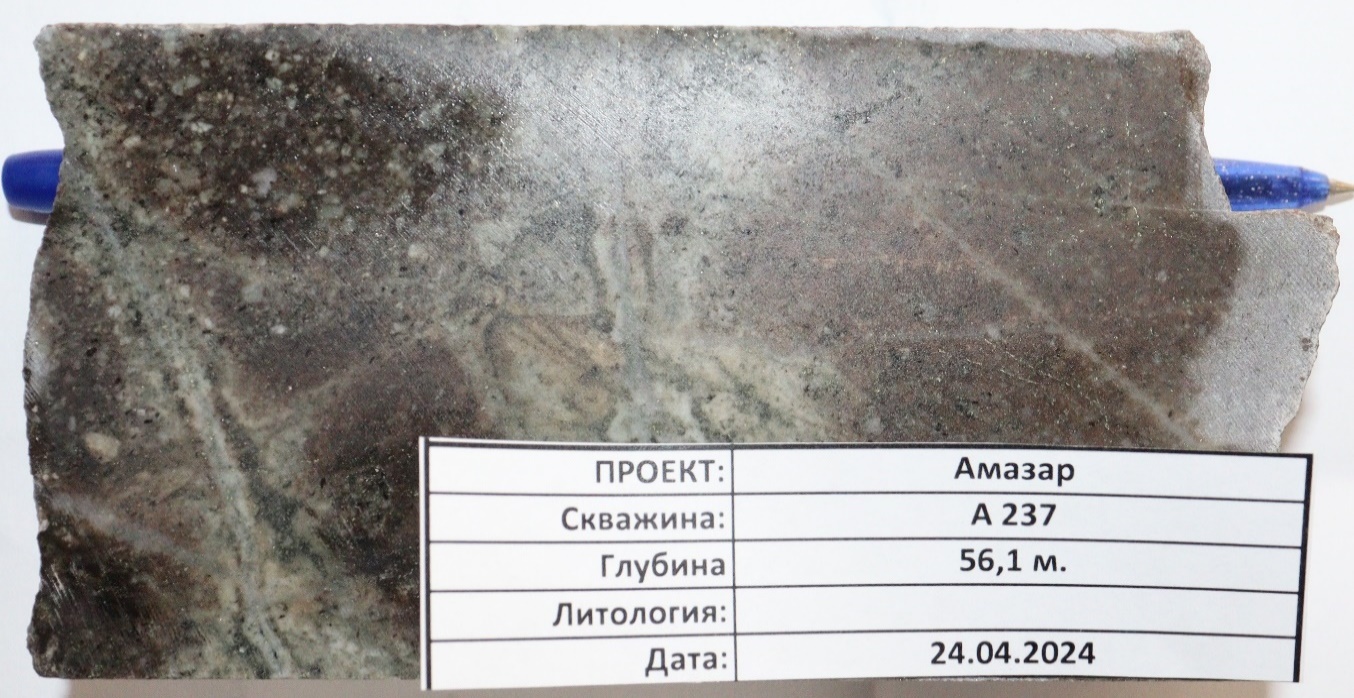 ПРОЕКТ: Амазар
Скважина: А 237
Глубина 56,1 м.
Литология:
Дата: 24.04.2024